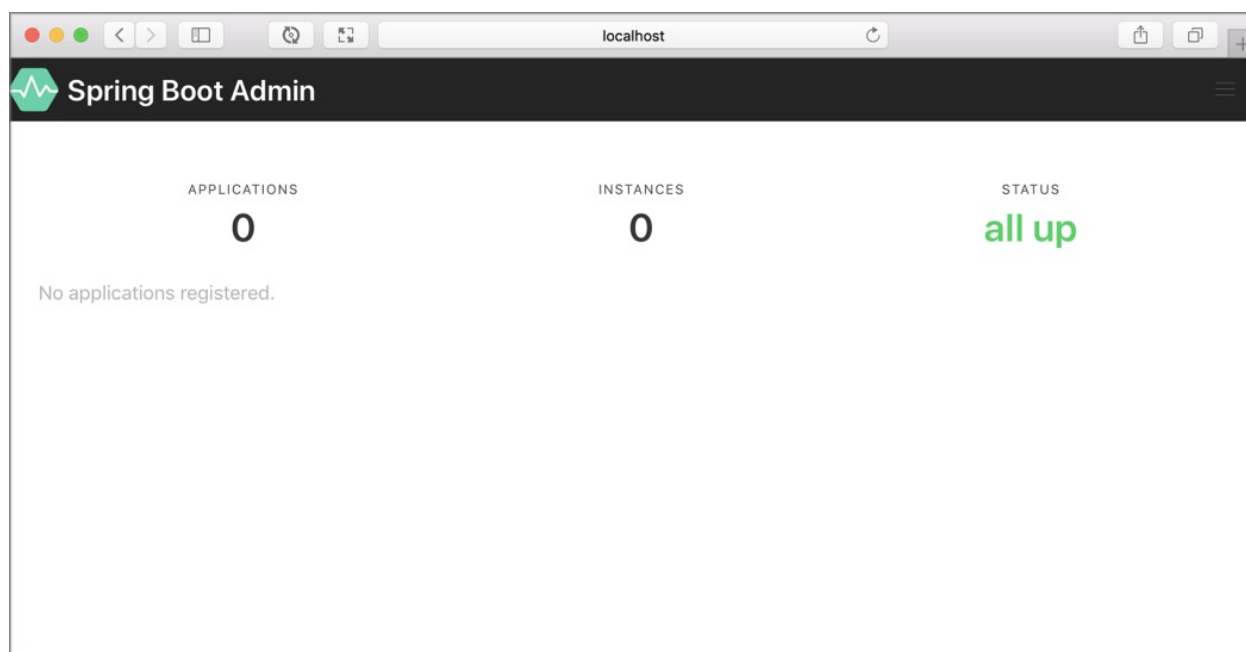 localhost
Spring Boot Admin
APPLICATIONS
0
INSTANCES
0
STATUS
all up
No applications registered.